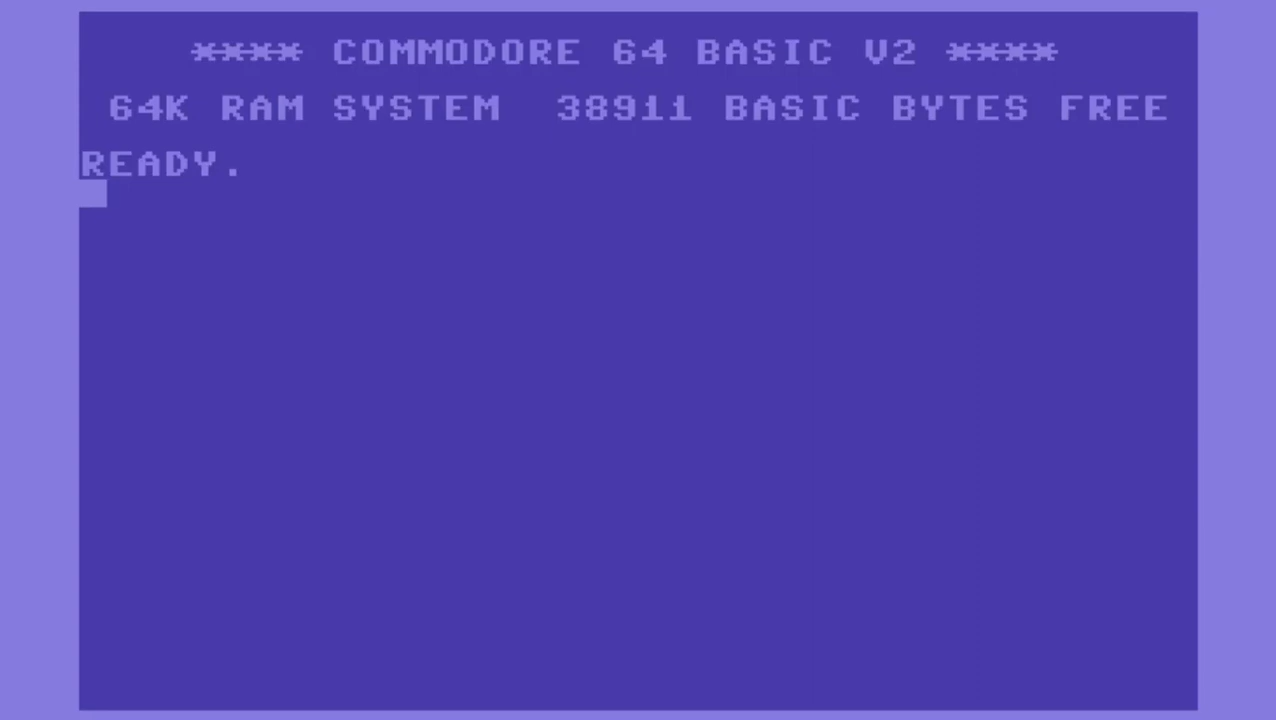 **** COMMODORE 64 BASIC V2 ****
64K RAM SYSTEM  38911 BASIC BYTES FREE
READY.